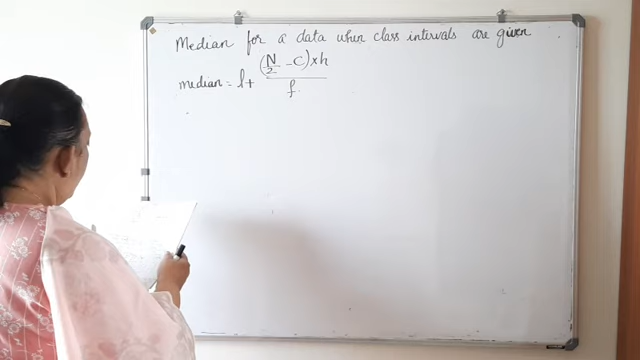 Median for a data when class intervals are given
median = l + (N/2 - C) x h / f